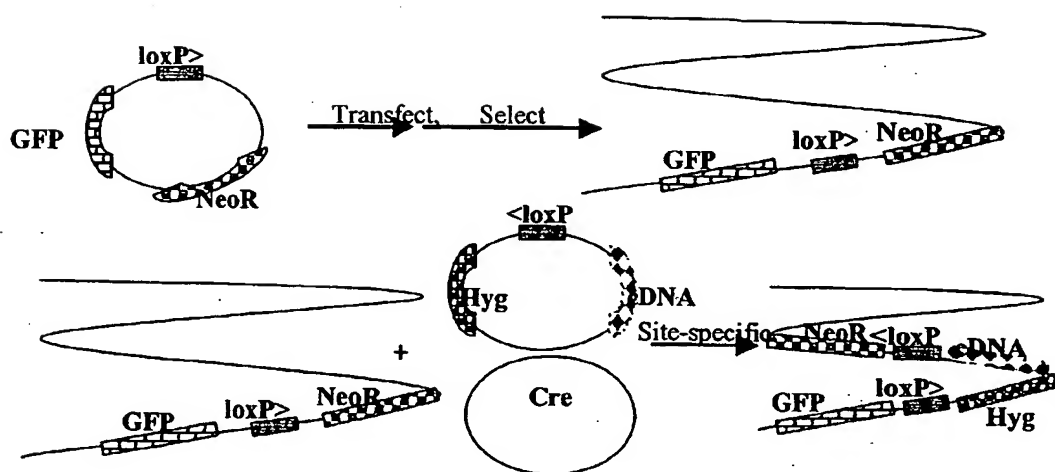 loxP>
GFP
NeoR
Transfect, Select
GFP
loxP>
NeoR
<loxP
Hyg
cDNA
+
Cre
GFP
loxP>
NeoR
Site-specific
NeoR
<loxP
cDNA
GFP
loxP>
Hyg